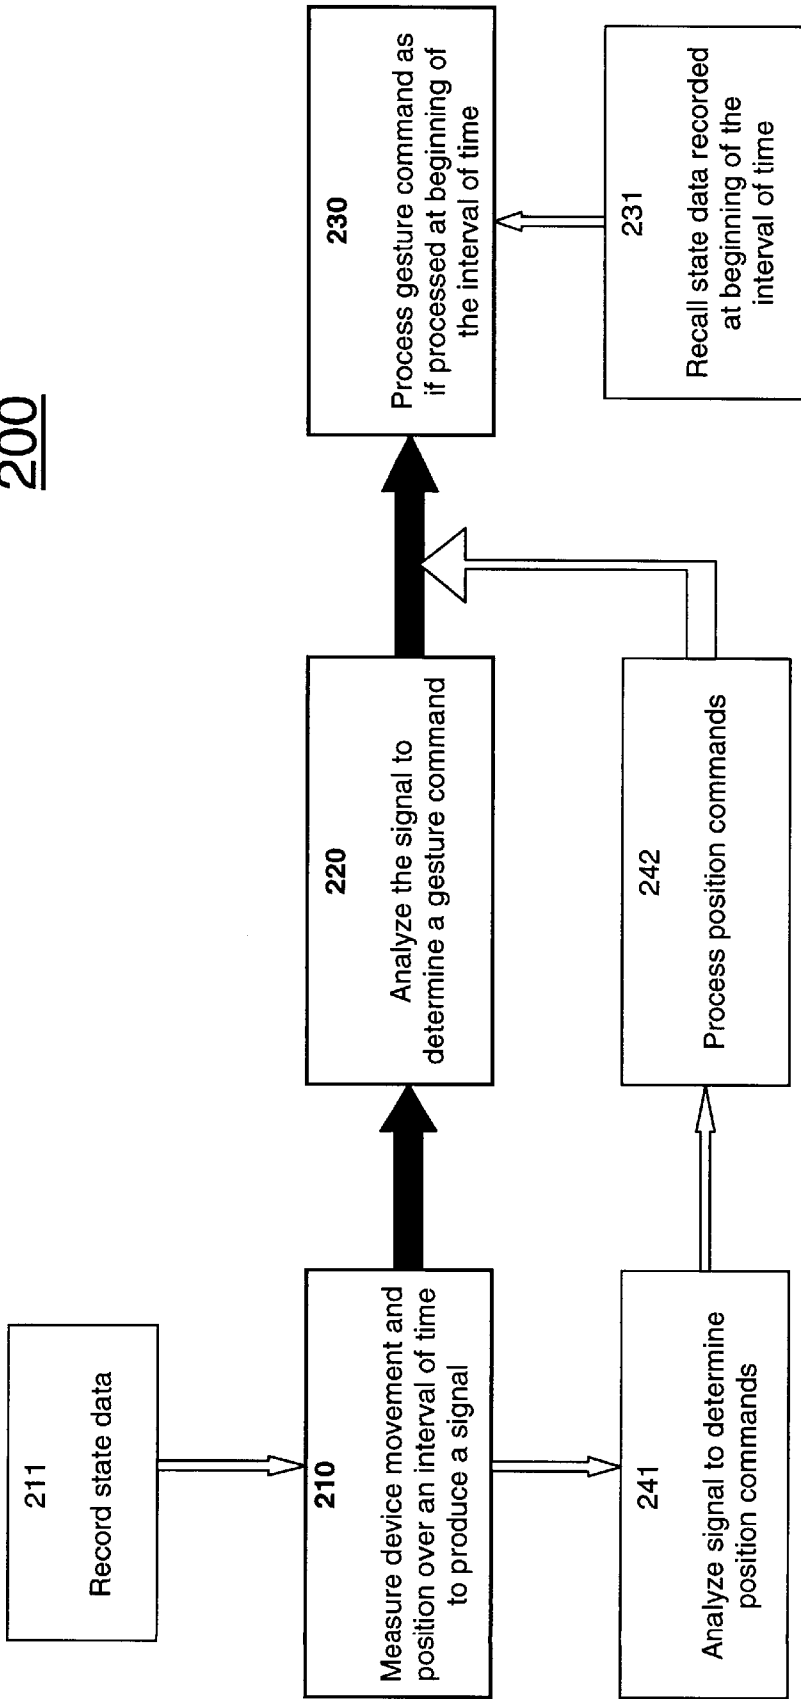 200
211
Record state data
210
Measure device movement and
position over an interval of time
to produce a signal
220
Analyze the signal to
determine a gesture command
230
Process gesture command as
if processed at beginning of
the interval of time
241
Analyze signal to determine
position commands
242
Process position commands
231
Recall state data recorded
at beginning of the
interval of time